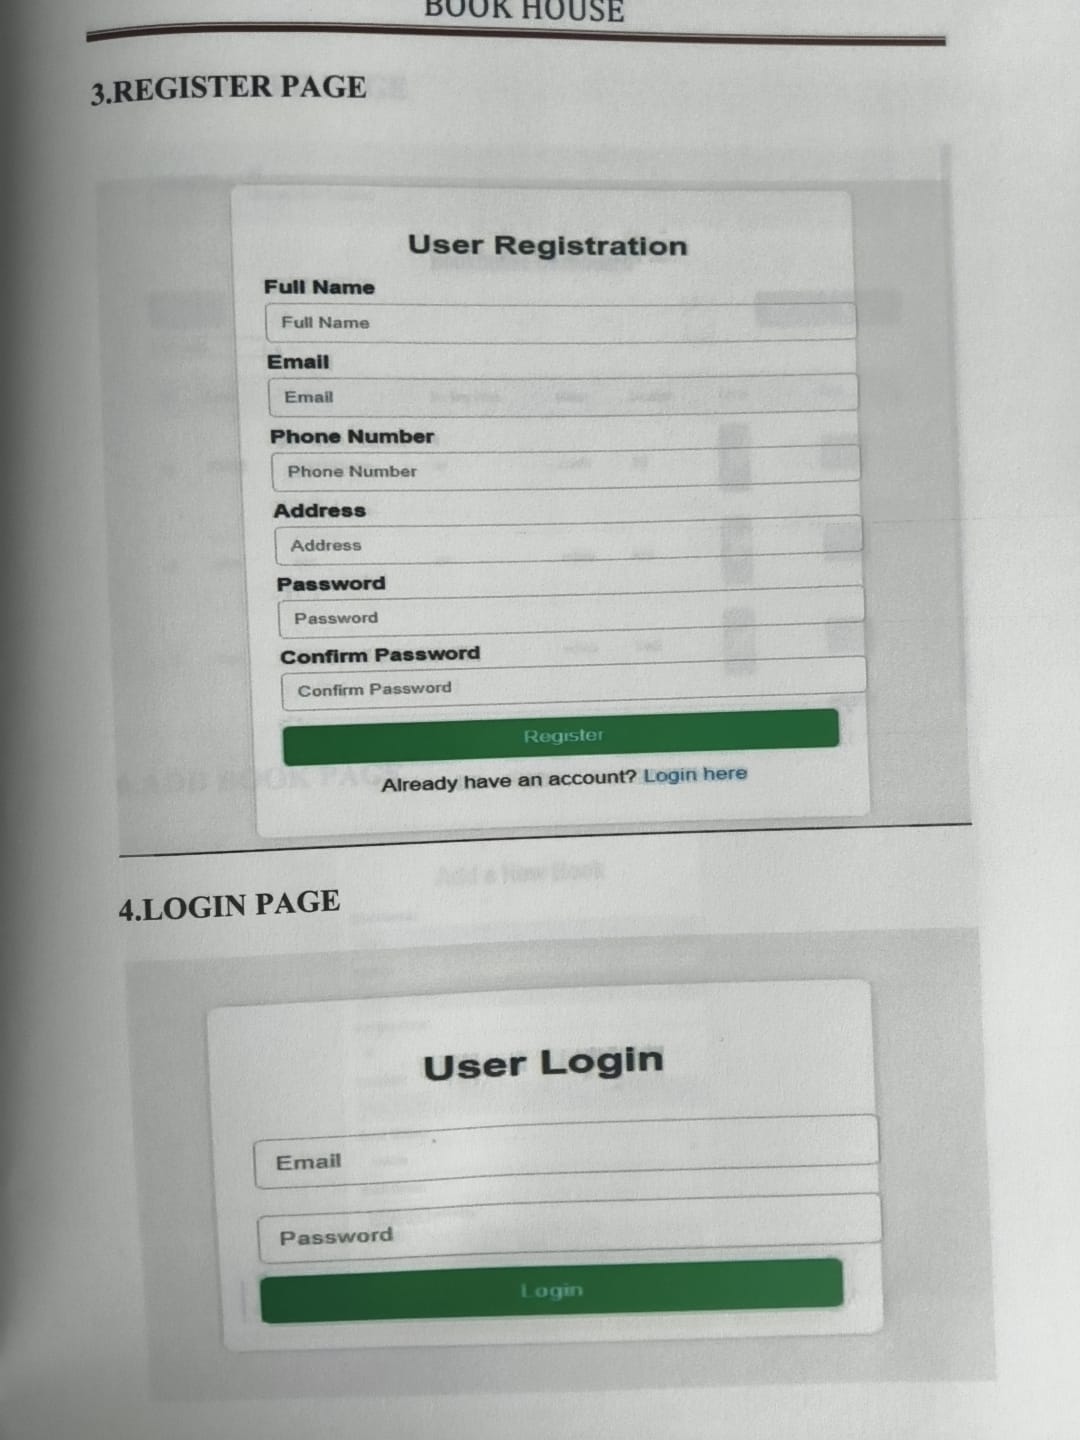 BOOK HOUSE
3.REGISTER PAGE
User Registration
Full Name
Full Name
Email
Email
Phone Number
Phone Number
Address
Address
Password
Password
Confirm Password
Confirm Password
Register
Already have an account? Login here
4.LOGIN PAGE
User Login
Email
Password
Login